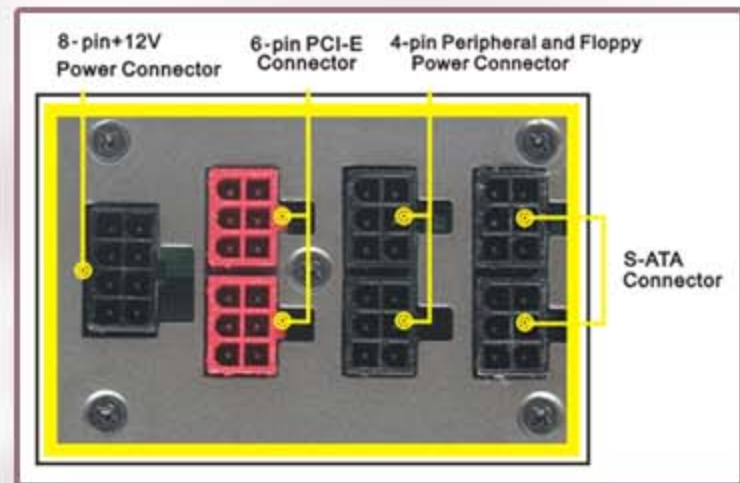 8-pin+12V
Power Connector
6-pin PCI-E
Connector
4-pin Peripheral and Floppy
Power Connector
S-ATA
Connector